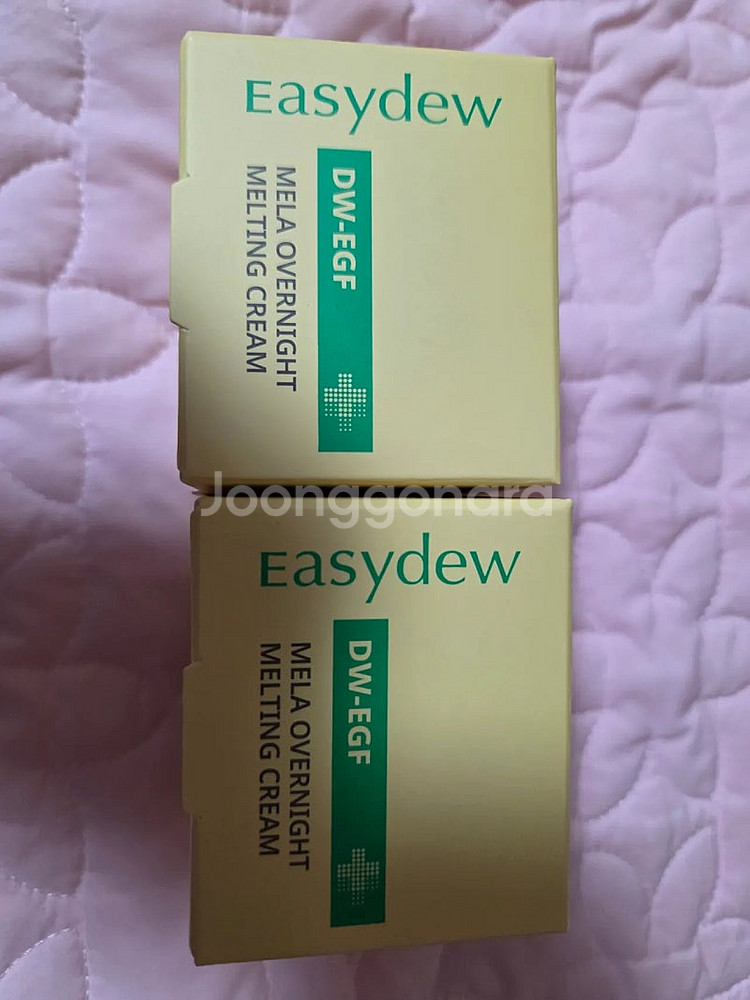 Easydew
DW-EGF
MELA OVERNIGHT
MELTING CREAM
Joonggonara
Easydew
DW-EGF
MELA OVERNIGHT
MELTING CREAM